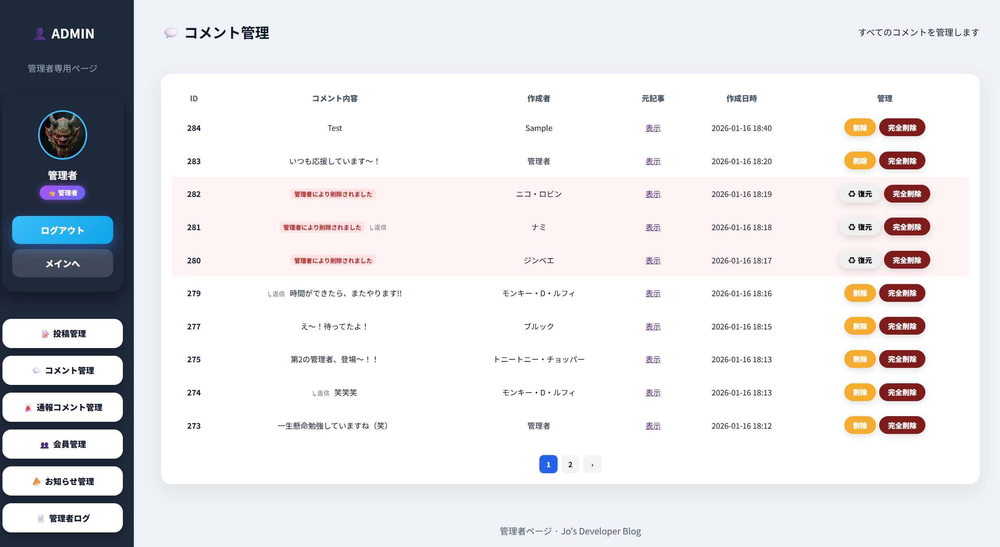 👤 ADMIN
管理者専用ページ
管理者
👑 管理者
ログアウト
メインへ
📝 投稿管理
💬 コメント管理
🚨 通報コメント管理
👥 会員管理
📣 お知らせ管理
📄 管理者ログ
💬 コメント管理
すべてのコメントを管理します
ID コメント内容 作成者 元記事 作成日時 管理
284 Test Sample 表示 2026-01-16 18:40 削除 完全削除
283 いつも応援しています～！ 管理者 表示 2026-01-16 18:20 削除 完全削除
282 管理者により削除されました ニコ・ロビン 表示 2026-01-16 18:19 ♻ 復元 完全削除
281 管理者により削除されました ↳返信 ナミ 表示 2026-01-16 18:18 ♻ 復元 完全削除
280 管理者により削除されました ジンベエ 表示 2026-01-16 18:17 ♻ 復元 完全削除
279 ↳返信 時間ができたら、またやります!! モンキー・D・ルフィ 表示 2026-01-16 18:16 削除 完全削除
277 え～！待ってたよ！ ブルック 表示 2026-01-16 18:15 削除 完全削除
275 第2の管理者、登場～！！ トニートニー・チョッパー 表示 2026-01-16 18:13 削除 完全削除
274 ↳返信 笑笑笑 モンキー・D・ルフィ 表示 2026-01-16 18:13 削除 完全削除
273 一生懸命勉強していますね（笑） 管理者 表示 2026-01-16 18:12 削除 完全削除
1 2 ›
管理者ページ · Jo's Developer Blog